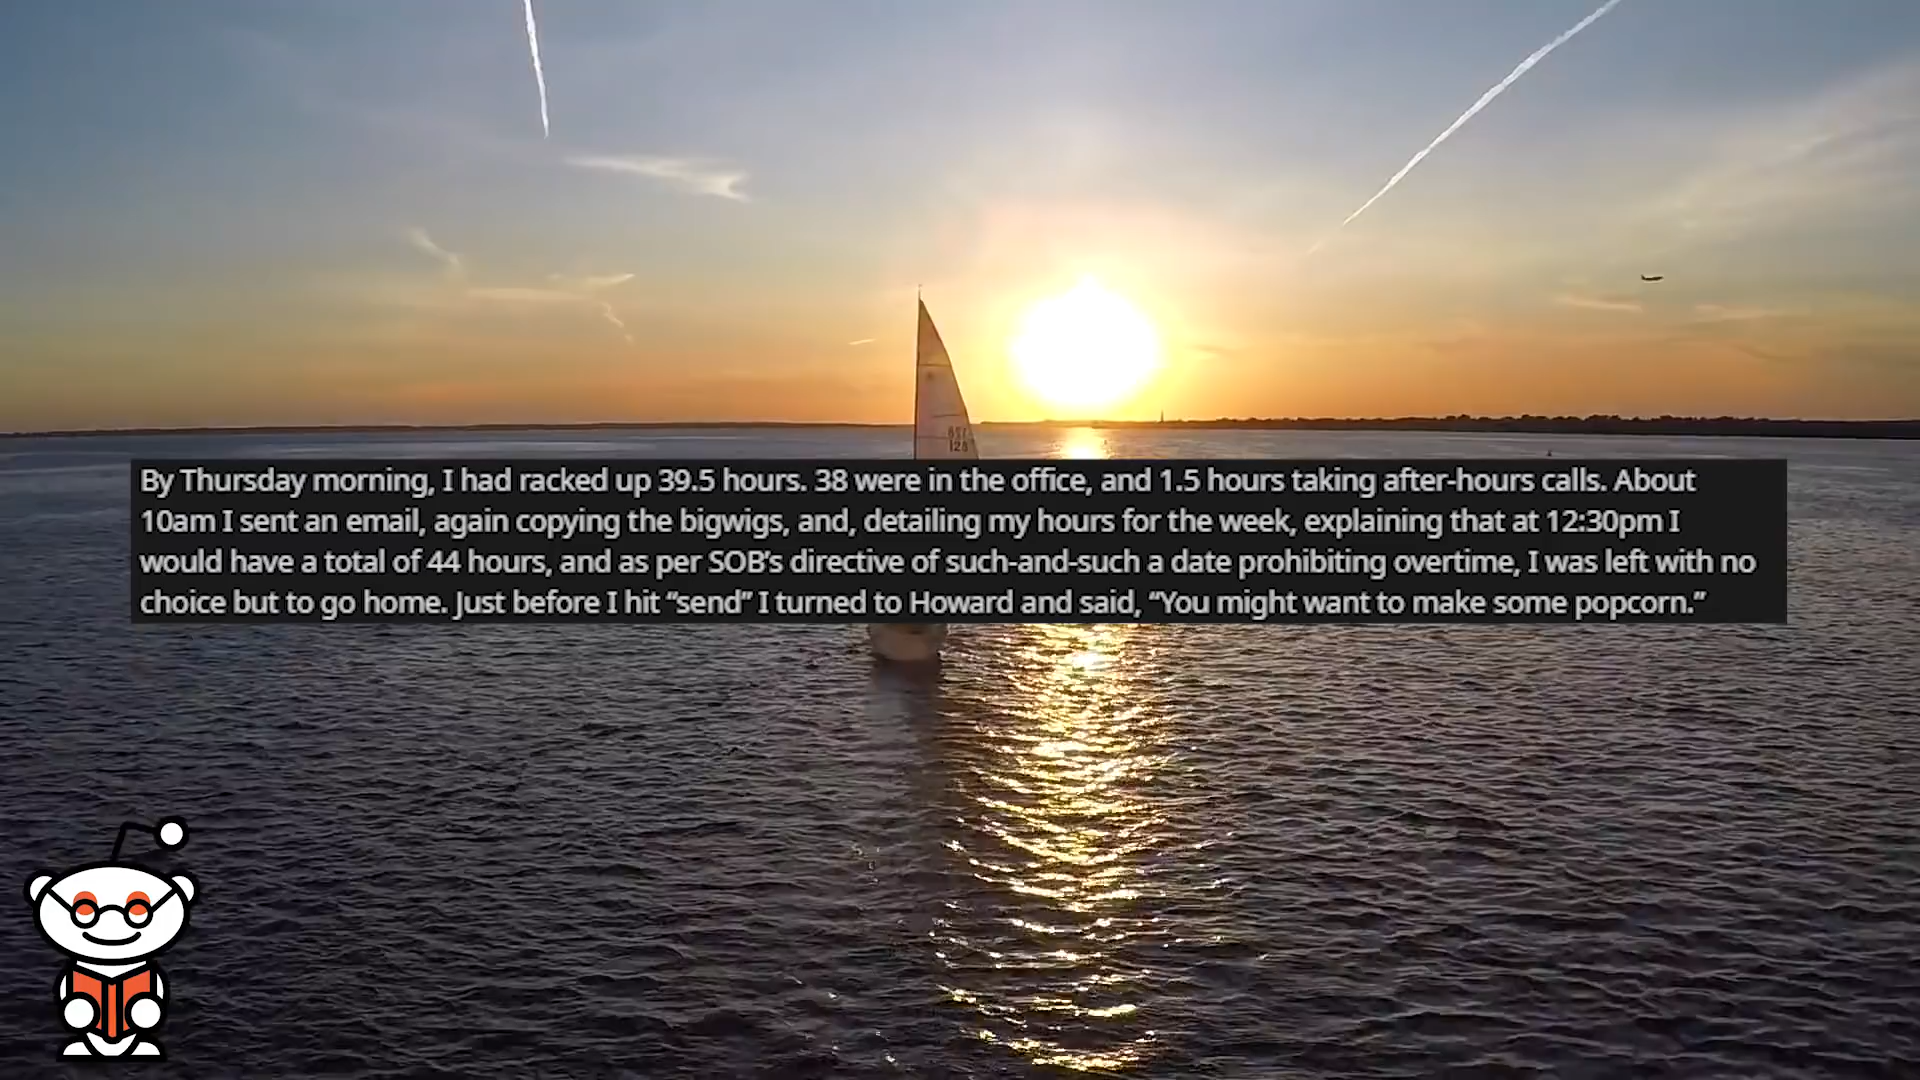 BSI
128
By Thursday morning, I had racked up 39.5 hours. 38 were in the office, and 1.5 hours taking after-hours calls. About
10am I sent an email, again copying the bigwigs, and, detailing my hours for the week, explaining that at 12:30pm I
would have a total of 44 hours, and as per SOB’s directive of such-and-such a date prohibiting overtime, I was left with no
choice but to go home. Just before I hit “send” I turned to Howard and said, “You might want to make some popcorn.”